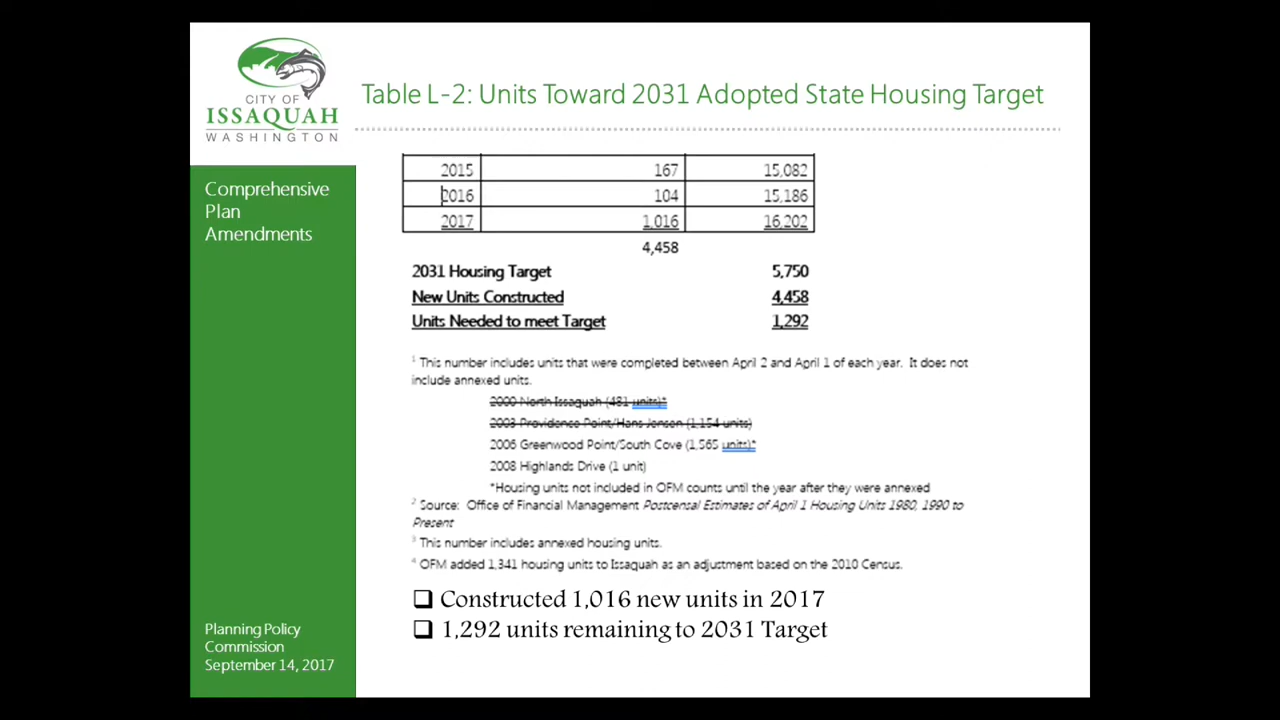 CITY OF
ISSAQUAH
WASHINGTON
Table L-2: Units Toward 2031 Adopted State Housing Target
Comprehensive
Plan
Amendments
2015 167 15,082
2016 104 15,186
2017 1,016 16,202
4,458
2031 Housing Target 5,750
New Units Constructed 4,458
Units Needed to meet Target 1,292
1 This number includes units that were completed between April 2 and April 1 of each year. It does not
include annexed units.
2000 North Issaquah (481 units)*
2003 Providence Point/Hans Jensen (1,154 units)
2006 Greenwood Point/South Cove (1,565 units)*
2008 Highlands Drive (1 unit)
*Housing units not included in OFM counts until the year after they were annexed
2 Source: Office of Financial Management Postcensal Estimates of April 1 Housing Units 1980, 1990 to
Present
3 This number includes annexed housing units.
4 OFM added 1,341 housing units to Issaquah as an adjustment based on the 2010 Census.
❑ Constructed 1,016 new units in 2017
❑ 1,292 units remaining to 2031 Target
Planning Policy
Commission
September 14, 2017